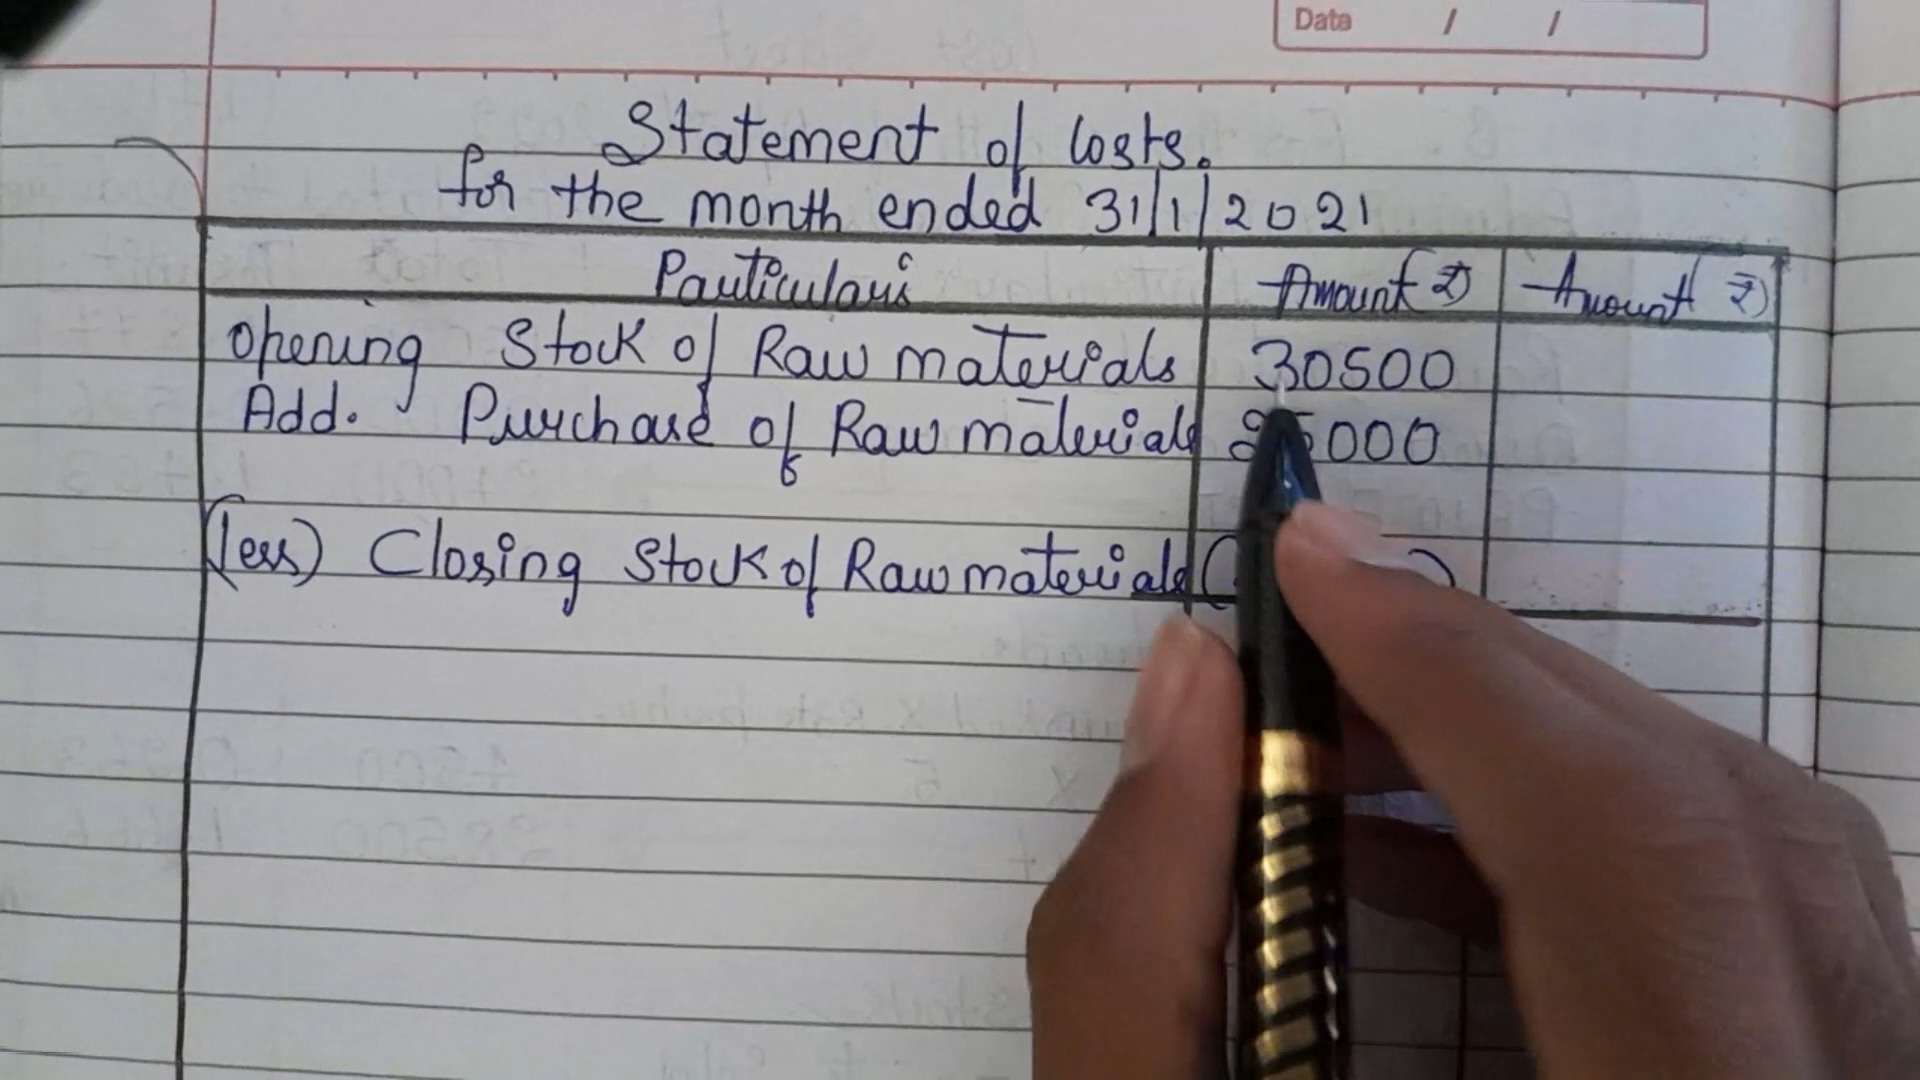 Date / /
Statement of Costs.
for the month ended 31/1/2021
Particulars Amount ₹) Amount ₹)
opening Stock of Raw materials 30500
Add. Purchase of Raw materials 25000
(less) Closing Stock of Raw materials (